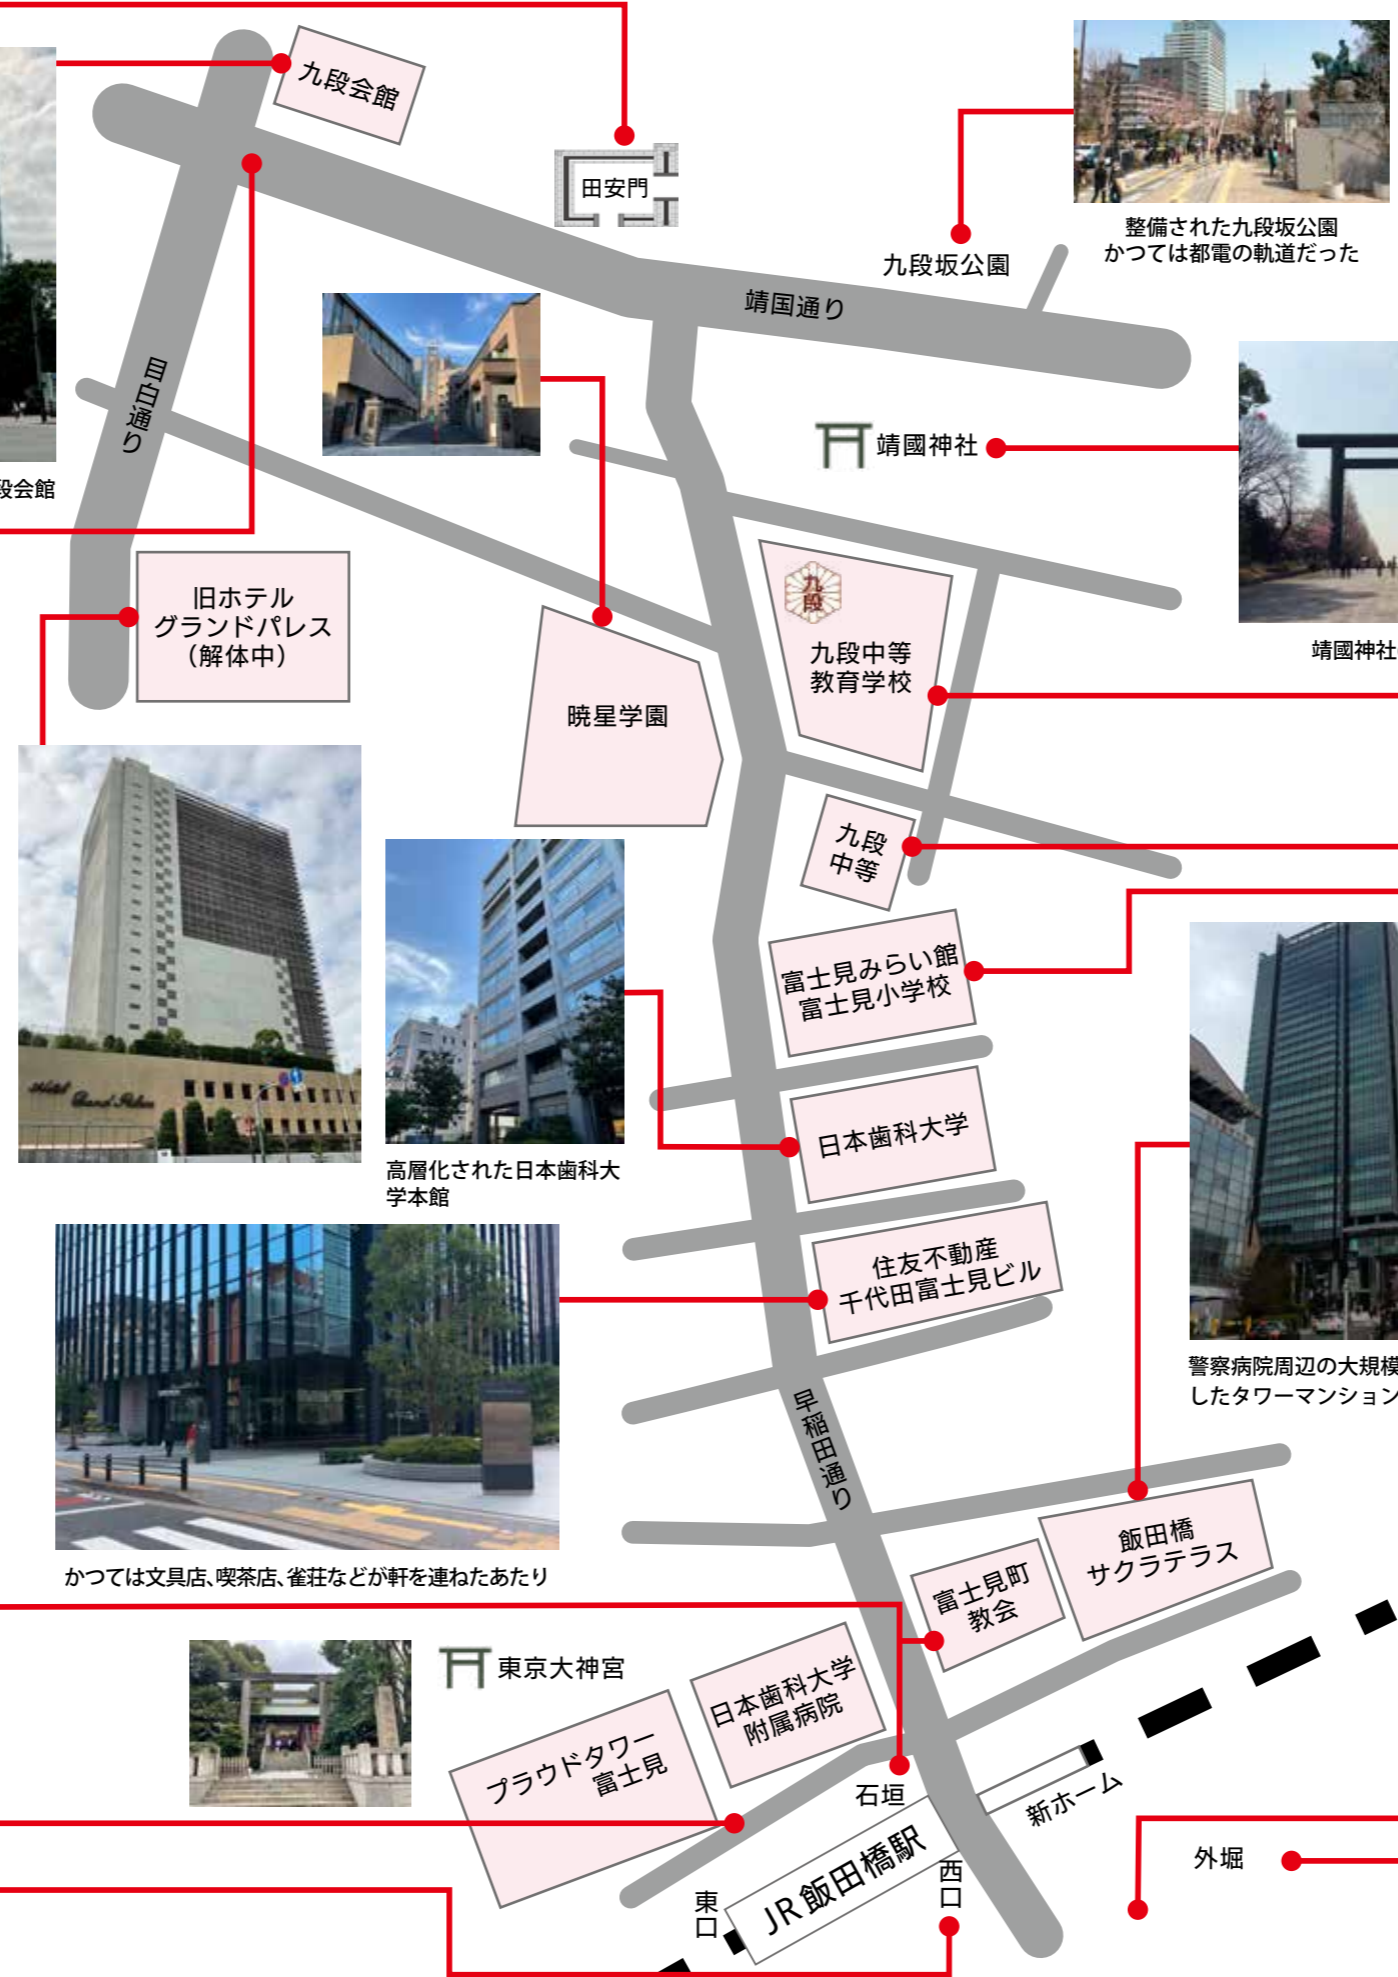 九段会館
田安門
九段坂公園
整備された九段坂公園
かつては都電の軌道だった
靖国通り
目白通り
段会館
靖國神社
靖國神社
旧ホテル
グランドパレス
（解体中）
九段
九段中等
教育学校
暁星学園
九段
中等
富士見みらい館
富士見小学校
Hotel
Grand Palace
高層化された日本歯科大
学本館
日本歯科大学
住友不動産
千代田富士見ビル
警察病院周辺の大規模
したタワーマンション
早稲田通り
かつては文具店、喫茶店、雀荘などが軒を連ねたあたり
飯田橋
サクラテラス
富士見町
教会
東京大神宮
日本歯科大学
附属病院
プラウドタワー
富士見
石垣
新ホーム
JR飯田橋駅
西口
東口
外堀